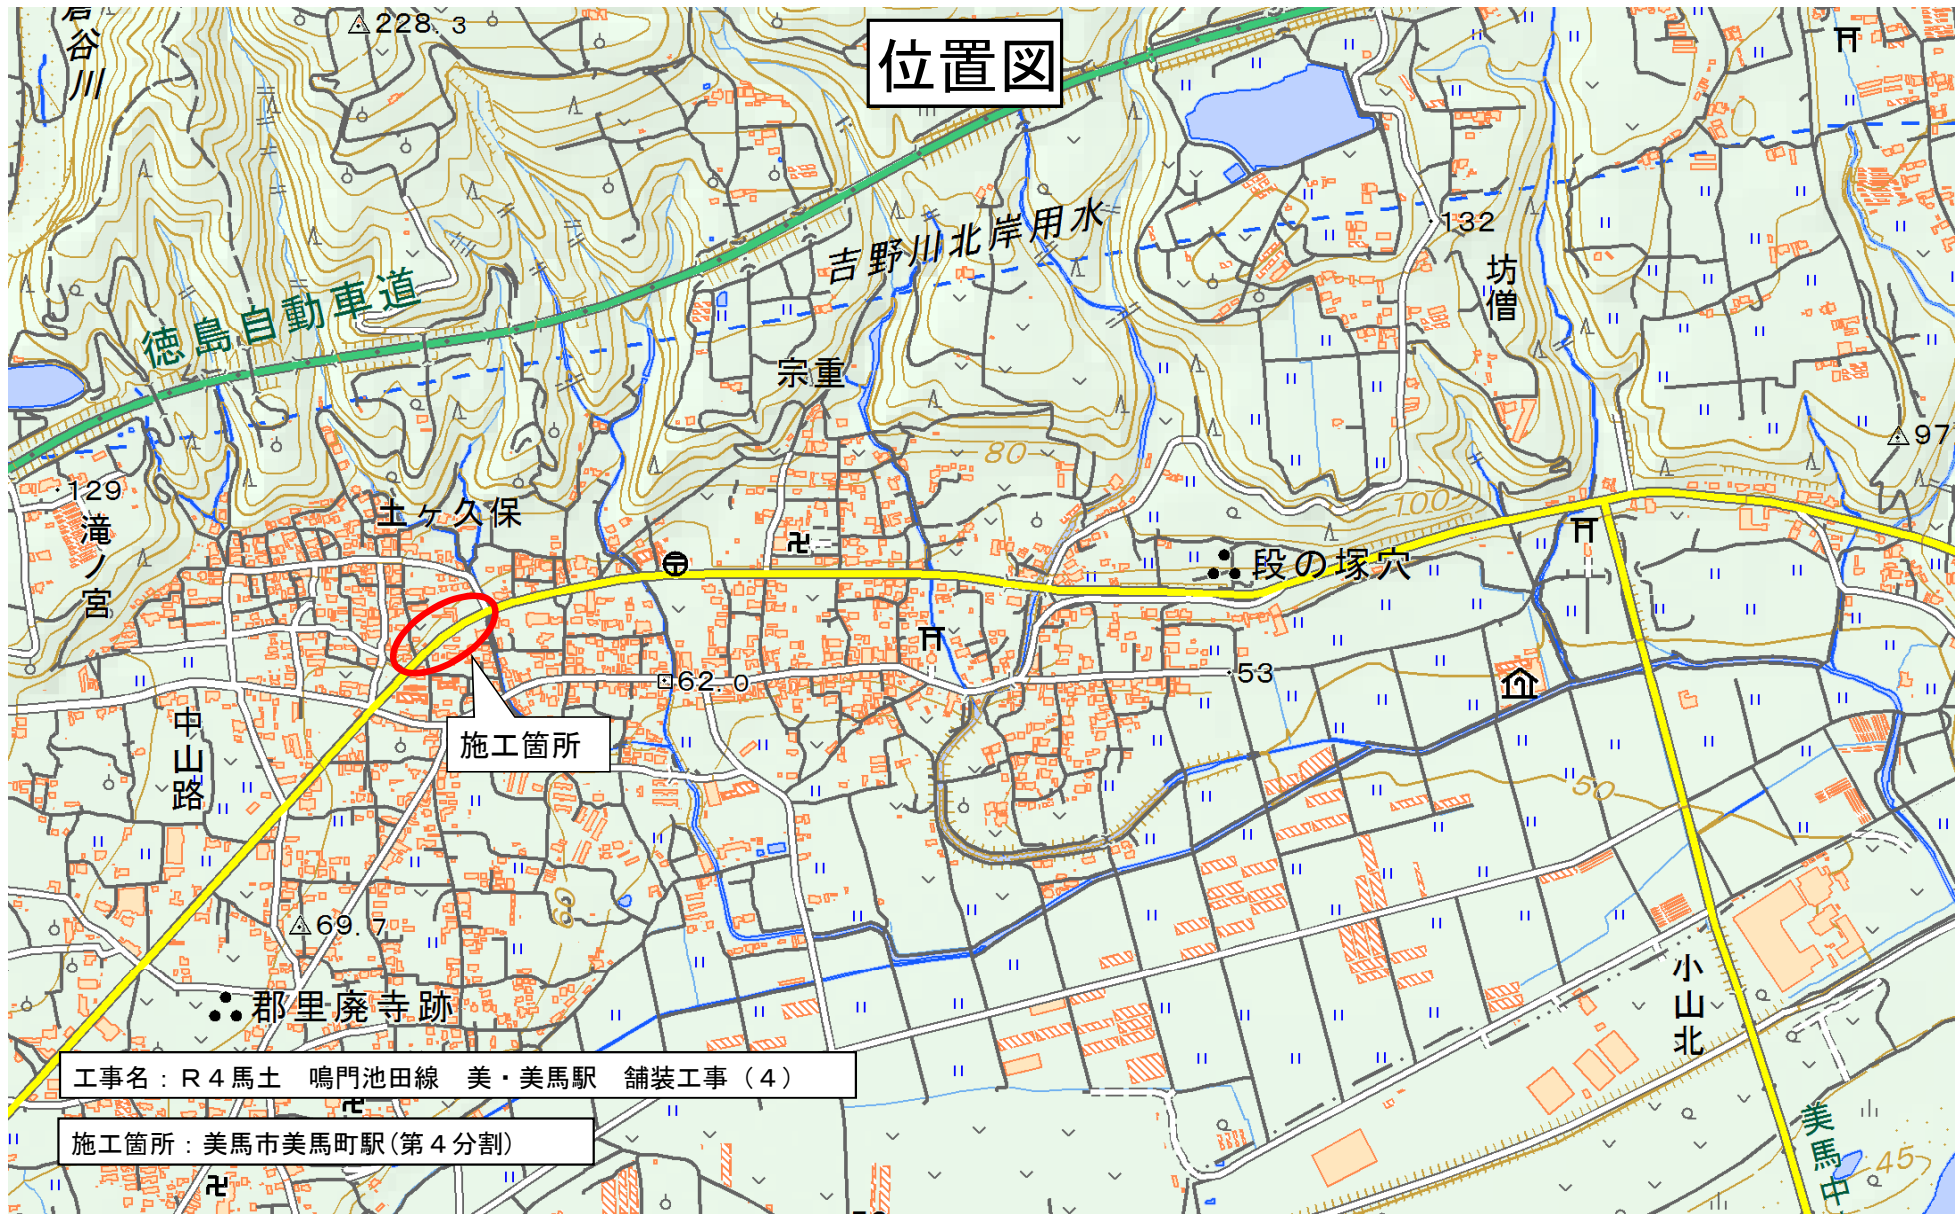 位置図
228.3
谷川
吉野川北岸用水
132
坊僧
徳島自動車道
宗重
80
97
129
滝ノ宮
土ヶ久保
100
段の塚穴
62.0
53
施工箇所
中山路
50
60
69.7
郡里廃寺跡
小山北
工事名：Ｒ４馬土　鳴門池田線　美・美馬駅　舗装工事（４）
施工箇所：美馬市美馬町駅(第４分割)
美馬中
45